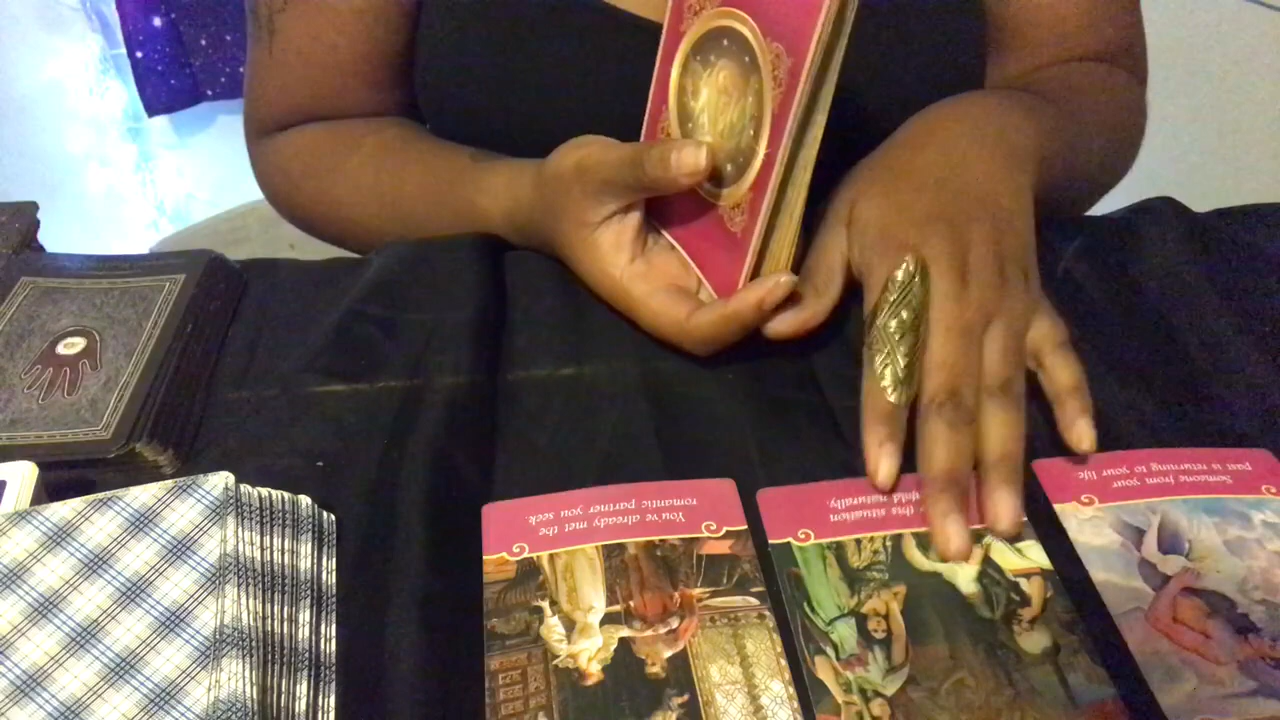 You've already met the
romantic partner you seek.
this situation
naturally.
Someone from your
past is returning to your life